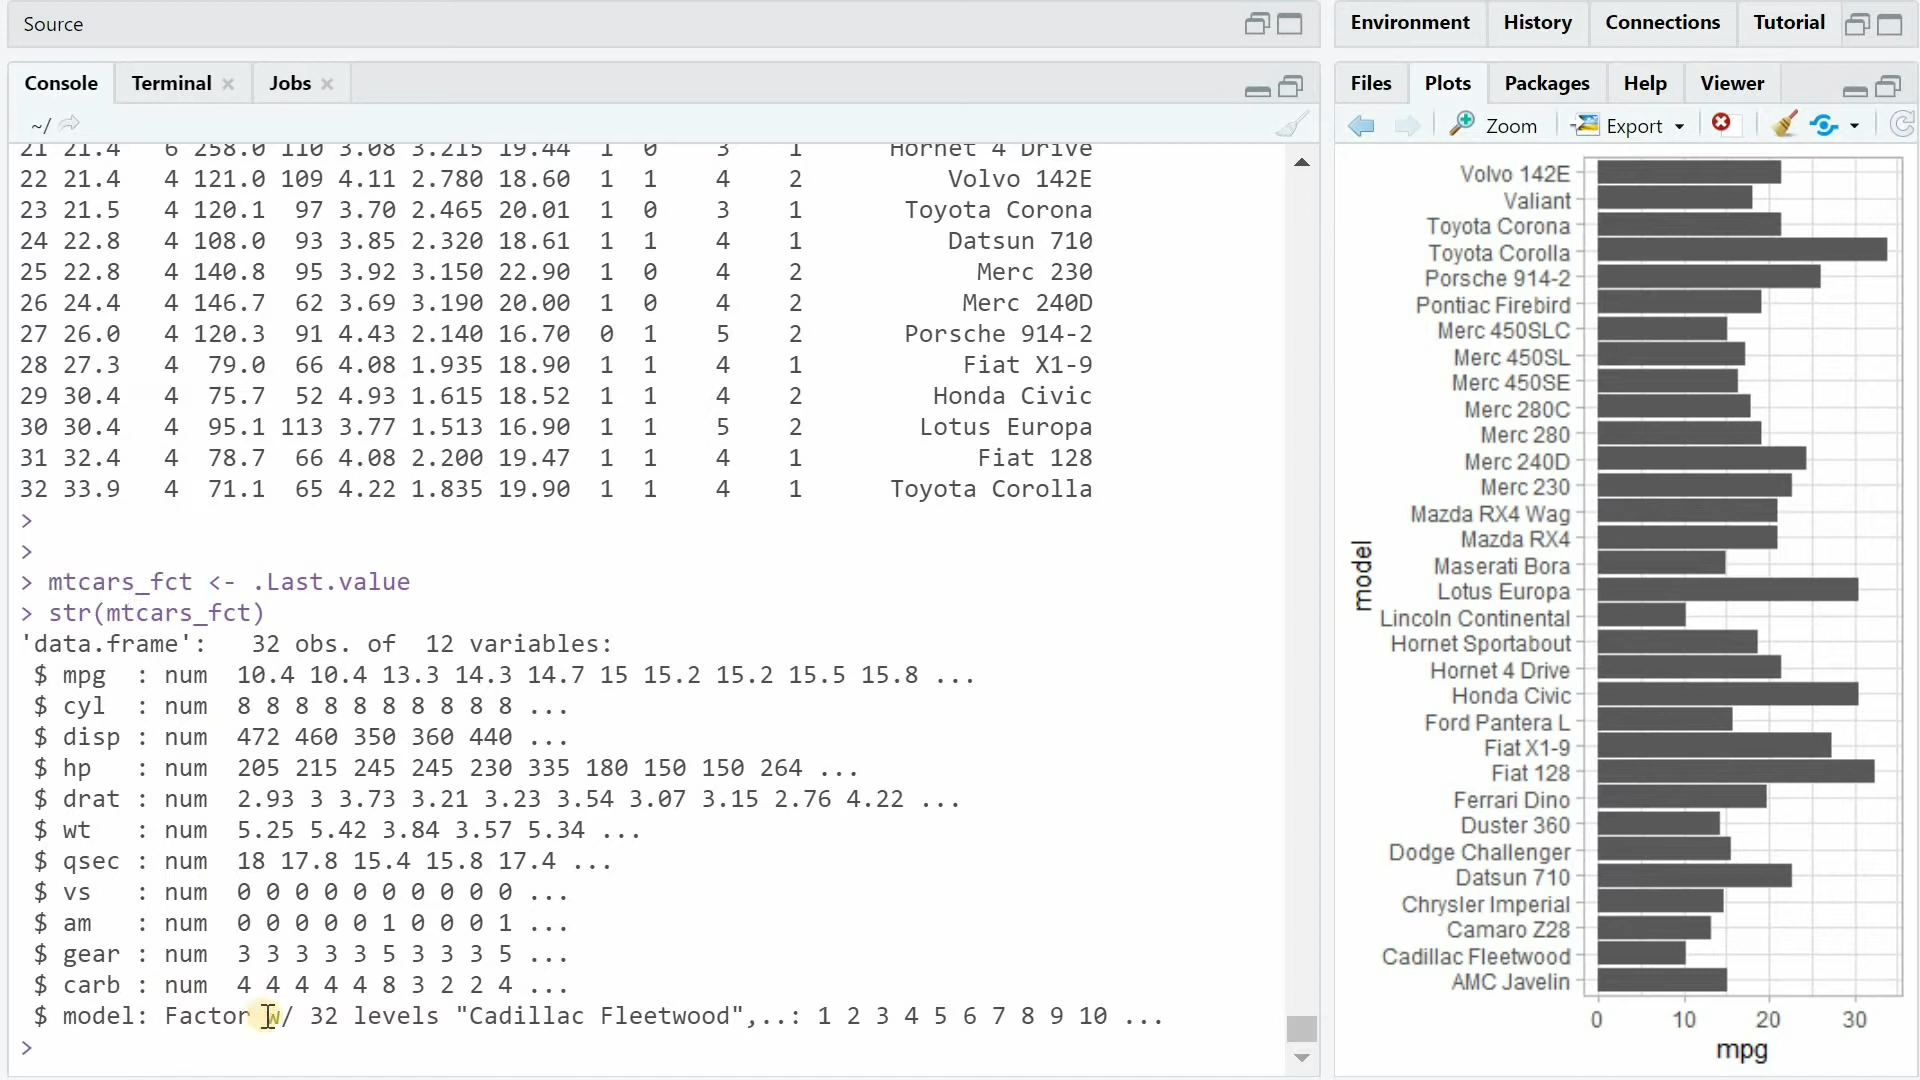 Source
Environment History Connections Tutorial
Console Terminal Jobs
~/
21 21.4 6 258.0 110 3.08 3.215 19.44 1 0 3 1 Hornet 4 Drive
22 21.4 4 121.0 109 4.11 2.780 18.60 1 1 4 2 Volvo 142E
23 21.5 4 120.1 97 3.70 2.465 20.01 1 0 3 1 Toyota Corona
24 22.8 4 108.0 93 3.85 2.320 18.61 1 1 4 1 Datsun 710
25 22.8 4 140.8 95 3.92 3.150 22.90 1 0 4 2 Merc 230
26 24.4 4 146.7 62 3.69 3.190 20.00 1 0 4 2 Merc 240D
27 26.0 4 120.3 91 4.43 2.140 16.70 0 1 5 2 Porsche 914-2
28 27.3 4 79.0 66 4.08 1.935 18.90 1 1 4 1 Fiat X1-9
29 30.4 4 75.7 52 4.93 1.615 18.52 1 1 4 2 Honda Civic
30 30.4 4 95.1 113 3.77 1.513 16.90 1 1 5 2 Lotus Europa
31 32.4 4 78.7 66 4.08 2.200 19.47 1 1 4 1 Fiat 128
32 33.9 4 71.1 65 4.22 1.835 19.90 1 1 4 1 Toyota Corolla
>
>
> mtcars_fct <- .Last.value
> str(mtcars_fct)
'data.frame': 32 obs. of 12 variables:
$ mpg : num 10.4 10.4 13.3 14.3 14.7 15 15.2 15.2 15.5 15.8 ...
$ cyl : num 8 8 8 8 8 8 8 8 8 8 ...
$ disp : num 472 460 350 360 440 ...
$ hp : num 205 215 245 245 230 335 180 150 150 264 ...
$ drat : num 2.93 3 3.73 3.21 3.23 3.54 3.07 3.15 2.76 4.22 ...
$ wt : num 5.25 5.42 3.84 3.57 5.34 ...
$ qsec : num 18 17.8 15.4 15.8 17.4 ...
$ vs : num 0 0 0 0 0 0 0 0 0 0 ...
$ am : num 0 0 0 0 0 1 0 0 0 1 ...
$ gear : num 3 3 3 3 3 5 3 3 3 5 ...
$ carb : num 4 4 4 4 4 8 3 2 2 4 ...
$ model: Factor w/ 32 levels "Cadillac Fleetwood",..: 1 2 3 4 5 6 7 8 9 10 ...
>
Files Plots Packages Help Viewer
Zoom Export
Volvo 142E
Valiant
Toyota Corona
Toyota Corolla
Porsche 914-2
Pontiac Firebird
Merc 450SLC
Merc 450SL
Merc 450SE
Merc 280C
Merc 280
Merc 240D
Merc 230
Mazda RX4 Wag
Mazda RX4
Maserati Bora
Lotus Europa
Lincoln Continental
Hornet Sportabout
Hornet 4 Drive
Honda Civic
Ford Pantera L
Fiat X1-9
Fiat 128
Ferrari Dino
Duster 360
Dodge Challenger
Datsun 710
Chrysler Imperial
Camaro Z28
Cadillac Fleetwood
AMC Javelin
model
0 10 20 30
mpg